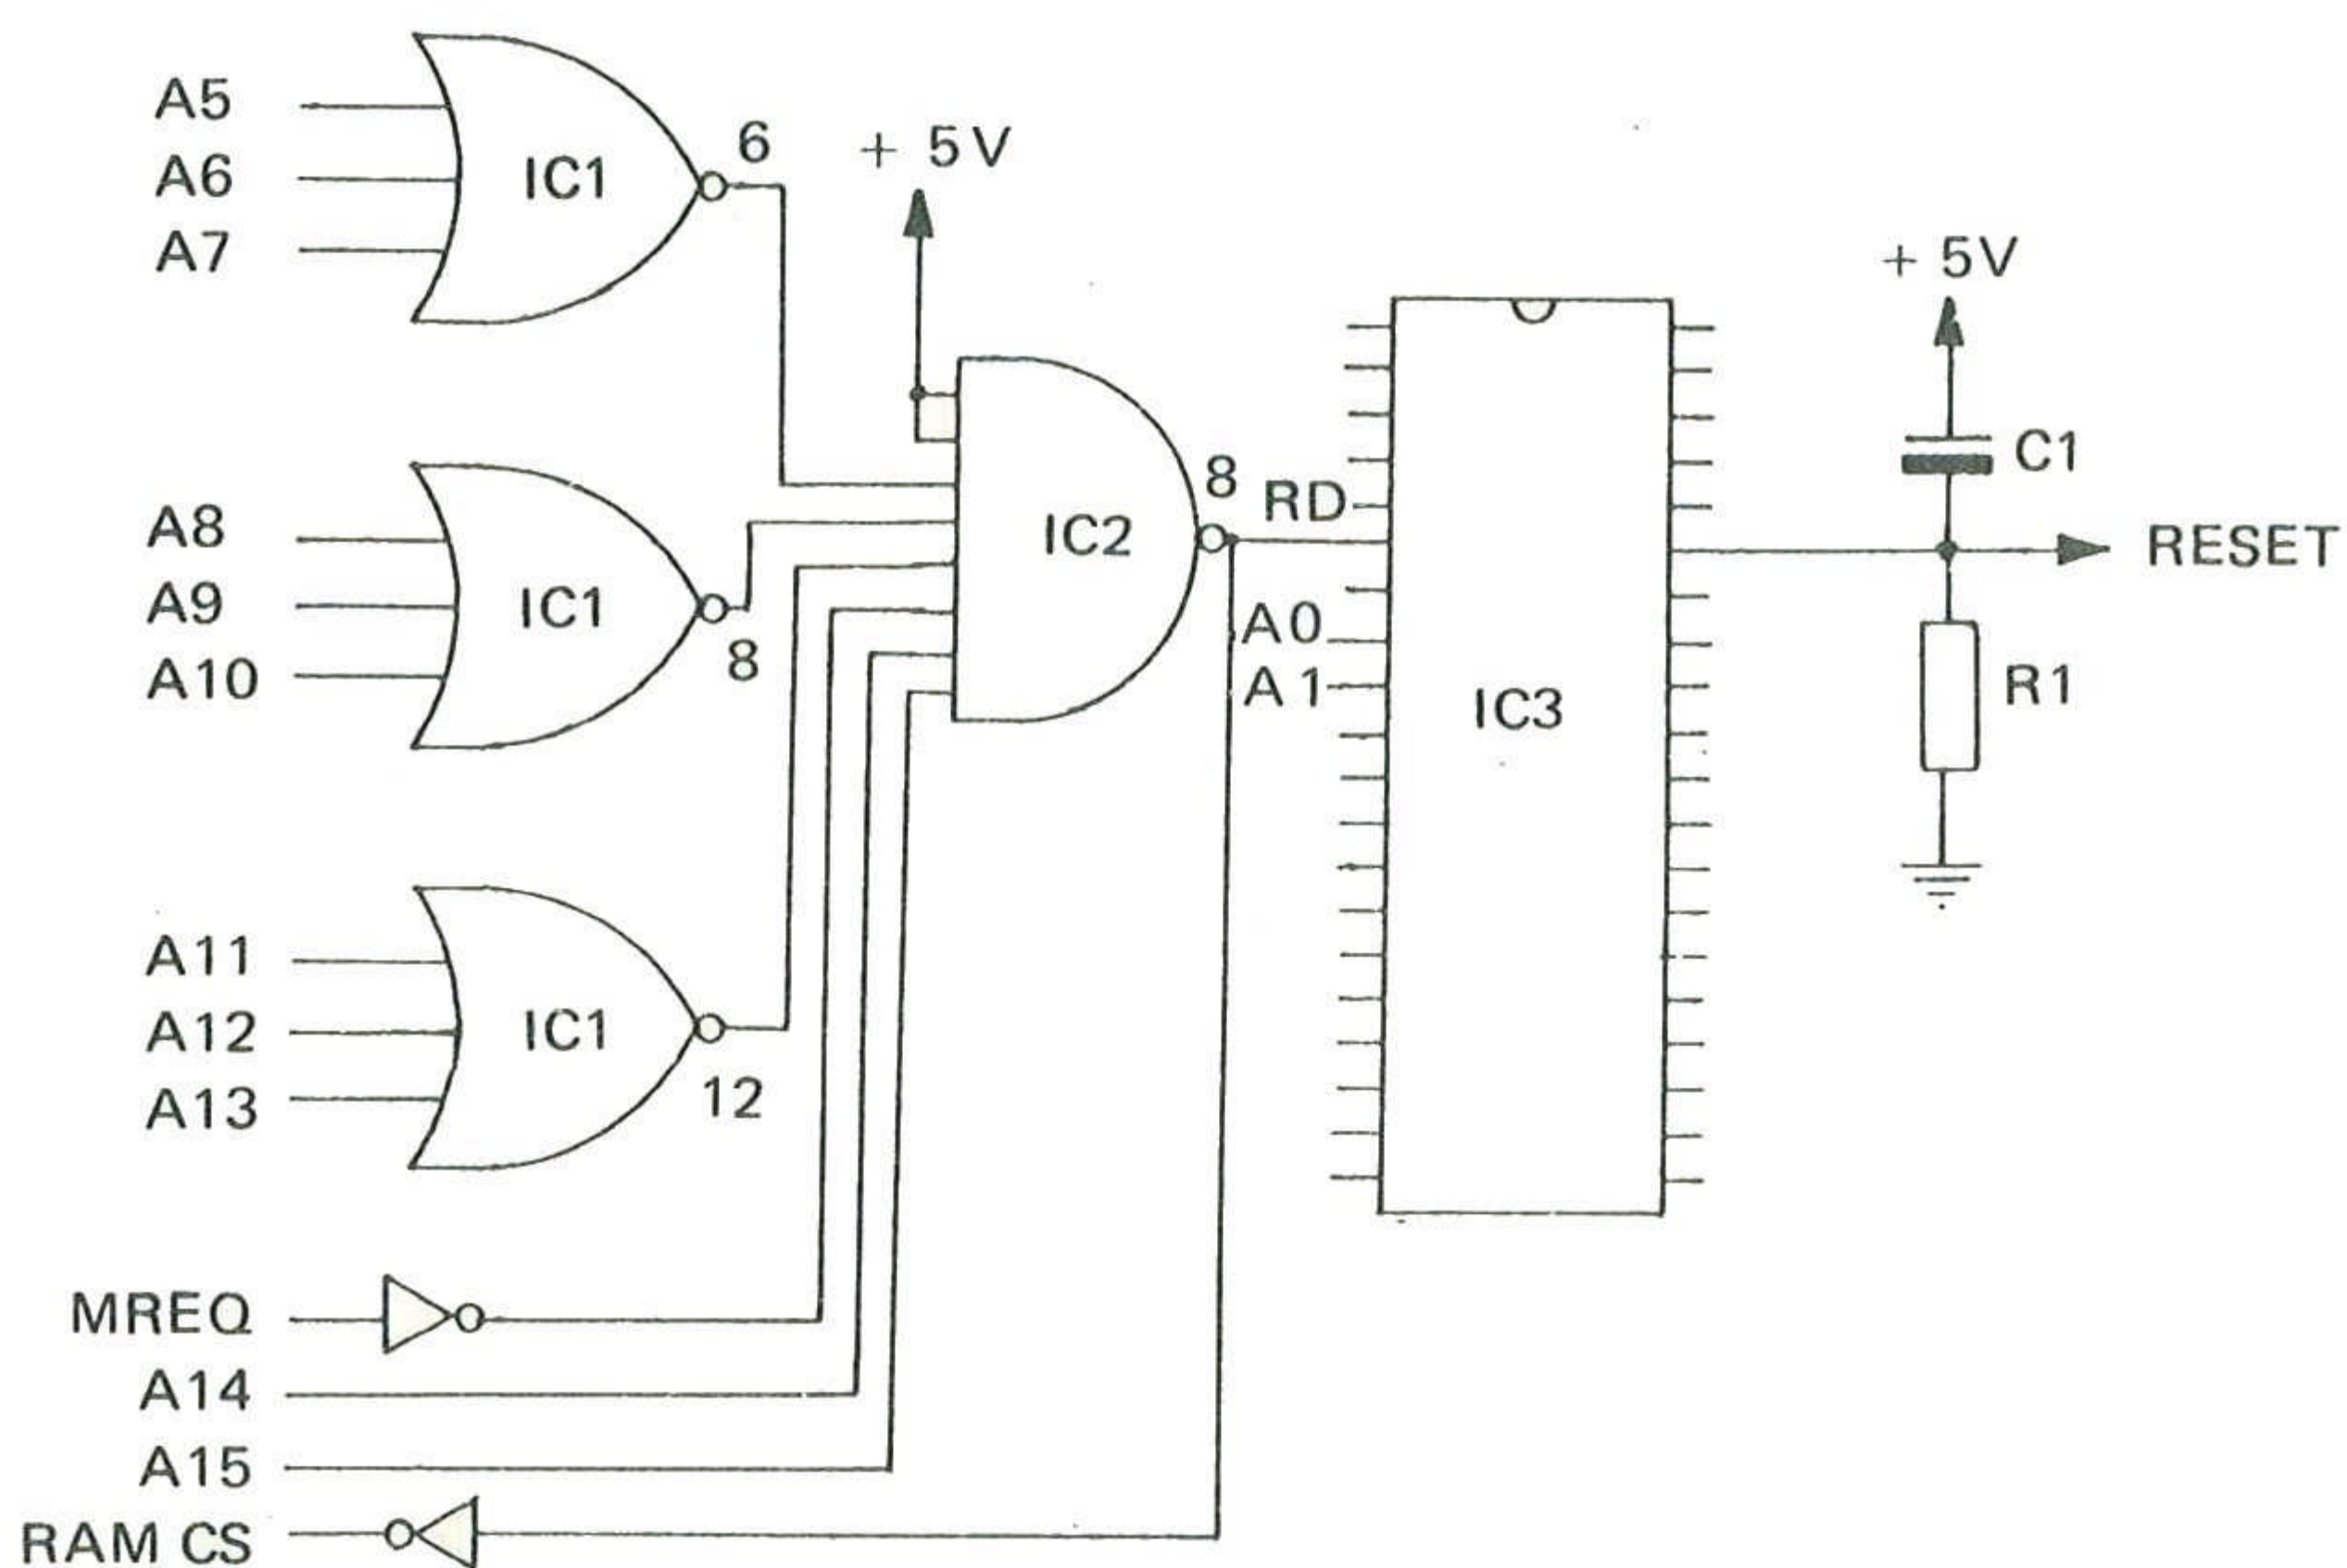 A5
A6
A7
IC1
6
+ 5V
A8
A9
A10
IC1
8
A11
A12
A13
IC1
12
IC2
8
RD
A0
A1
IC3
+ 5V
C1
RESET
R1
MREQ
A14
A15
RAM CS